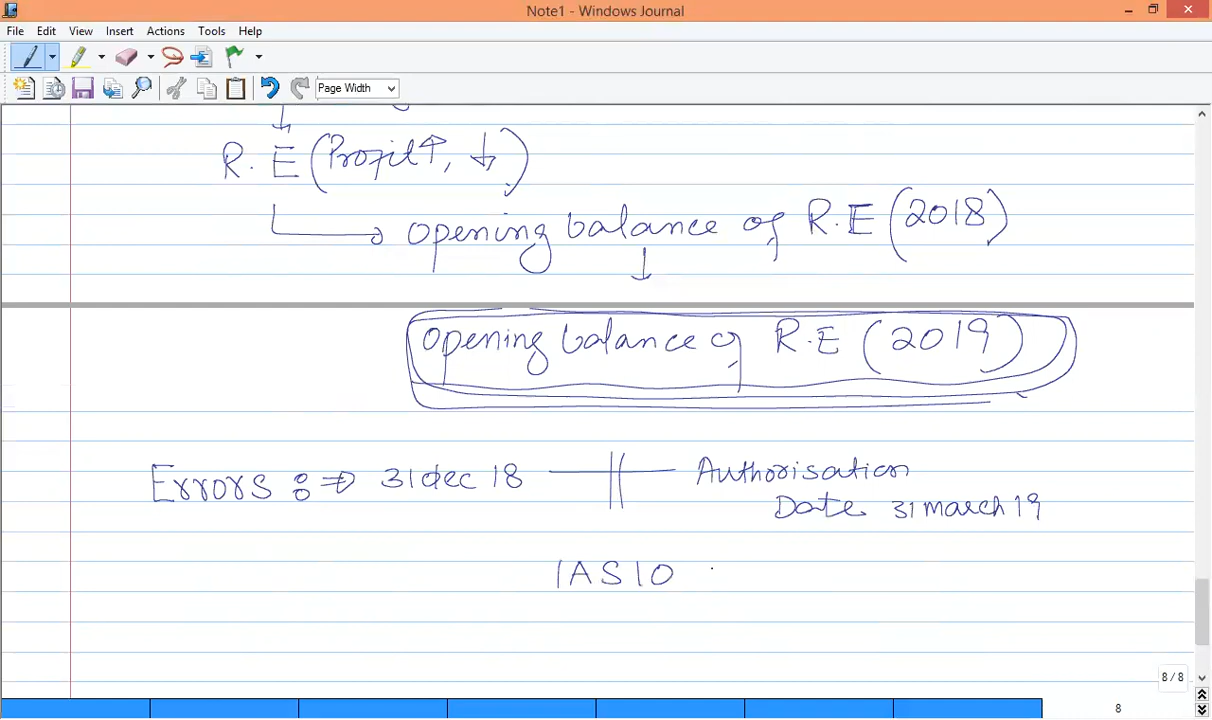 Note1 - Windows Journal
File Edit View Insert Actions Tools Help
Page Width
R.E (Profit↑, ↓)
opening balance of R.E (2018)
↓
Opening balance of R.E (2019)
Errors :⇒ 31 dec 18 Authorisation
Date 31 march 19
IAS 10
8 / 8
8